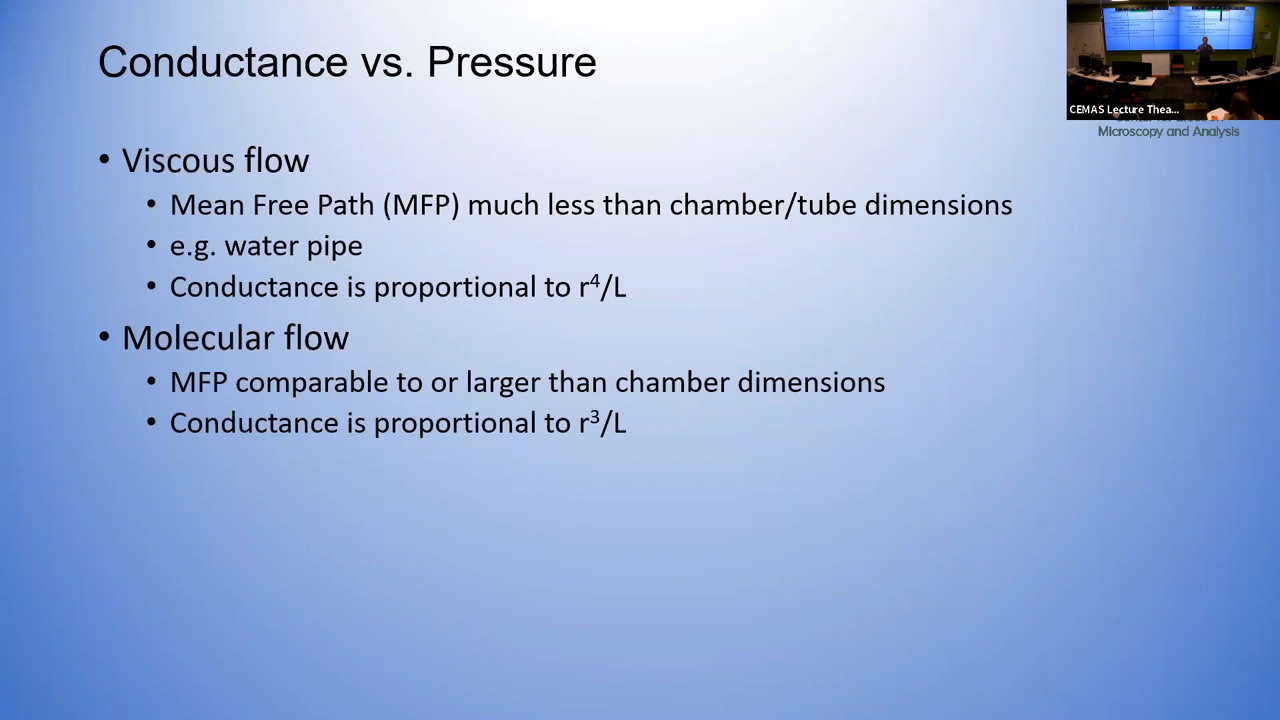 Conductance vs. Pressure
CEMAS Lecture Thea...
Microscopy and Analysis
• Viscous flow
• Mean Free Path (MFP) much less than chamber/tube dimensions
• e.g. water pipe
• Conductance is proportional to r⁴/L
• Molecular flow
• MFP comparable to or larger than chamber dimensions
• Conductance is proportional to r³/L